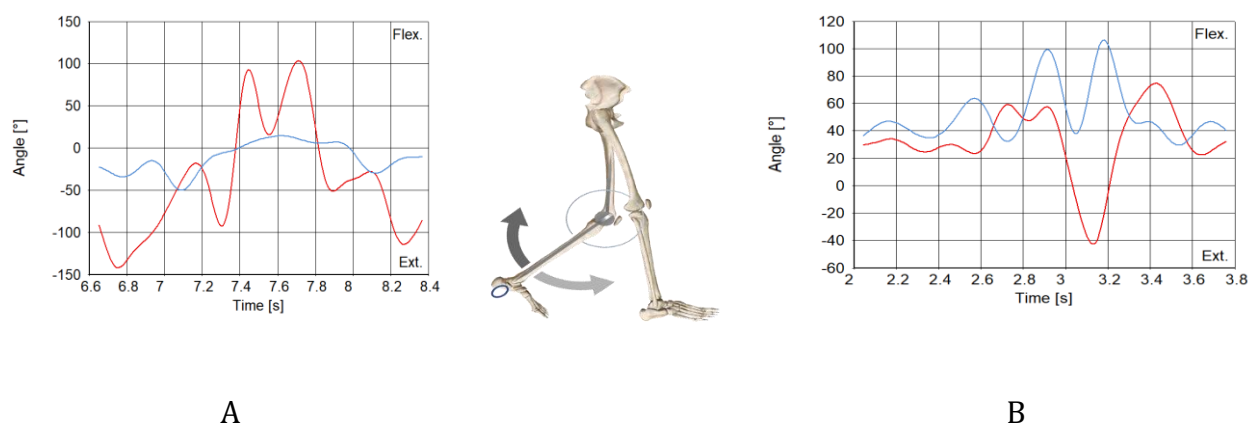 150
100
50
0
-50
-100
-150
Angle [°]
Flex.
Ext.
6.6 6.8 7 7.2 7.4 7.6 7.8 8 8.2 8.4
Time [s]
A
120
100
80
60
40
20
0
-20
-40
-60
Angle [°]
Flex.
Ext.
2 2.2 2.4 2.6 2.8 3 3.2 3.4 3.6 3.8
Time [s]
B